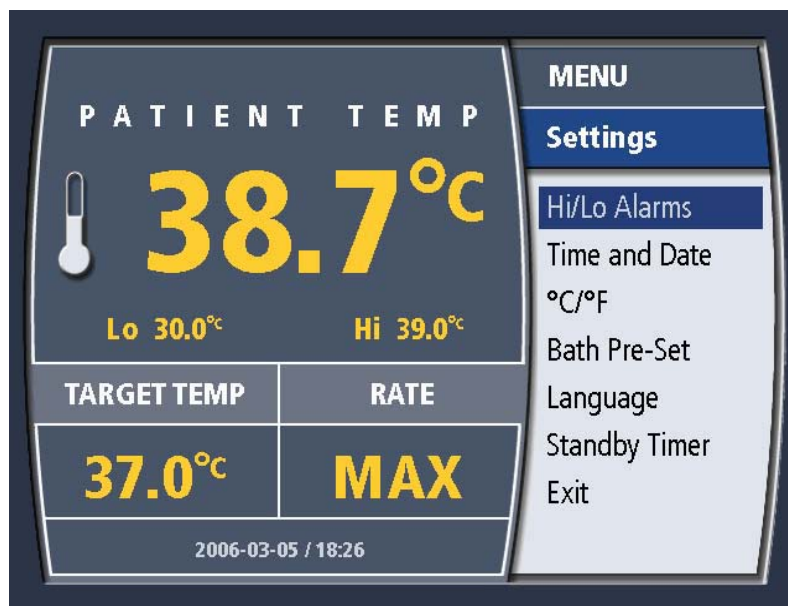 PATIENT TEMP
38.7°C
Lo 30.0°C
Hi 39.0°C
TARGET TEMP
RATE
37.0°C
MAX
2006-03-05 / 18:26
MENU
Settings
Hi/Lo Alarms
Time and Date
°C/°F
Bath Pre-Set
Language
Standby Timer
Exit